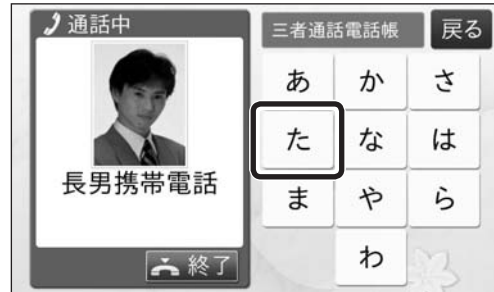 通話中
長男携帯電話
終了
三者通話電話帳
戻る
あ か さ
た な は
ま や ら
わ